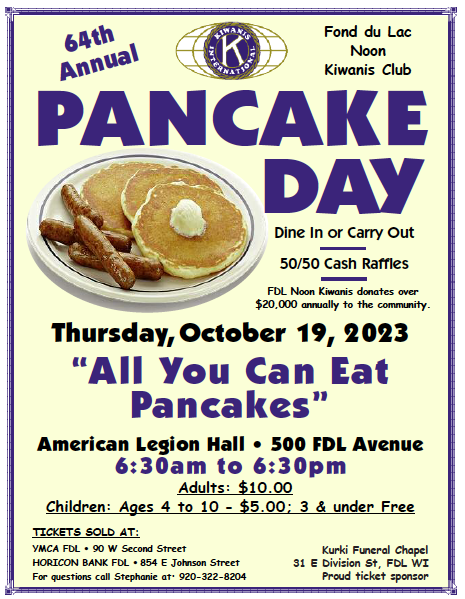 64th
Annual
KIWANIS
K
INTERNATIONAL
Fond du Lac
Noon
Kiwanis Club
PANCAKE
DAY
Dine In or Carry Out
50/50 Cash Raffles
FDL Noon Kiwanis donates over
$20,000 annually to the community.
Thursday, October 19, 2023
“All You Can Eat
Pancakes”
American Legion Hall • 500 FDL Avenue
6:30am to 6:30pm
Adults: $10.00
Children: Ages 4 to 10 - $5.00; 3 & under Free
TICKETS SOLD AT:
YMCA FDL • 90 W Second Street
HORICON BANK FDL • 854 E Johnson Street
For questions call Stephanie at· 920-322-8204
Kurki Funeral Chapel
31 E Division St, FDL WI
Proud ticket sponsor